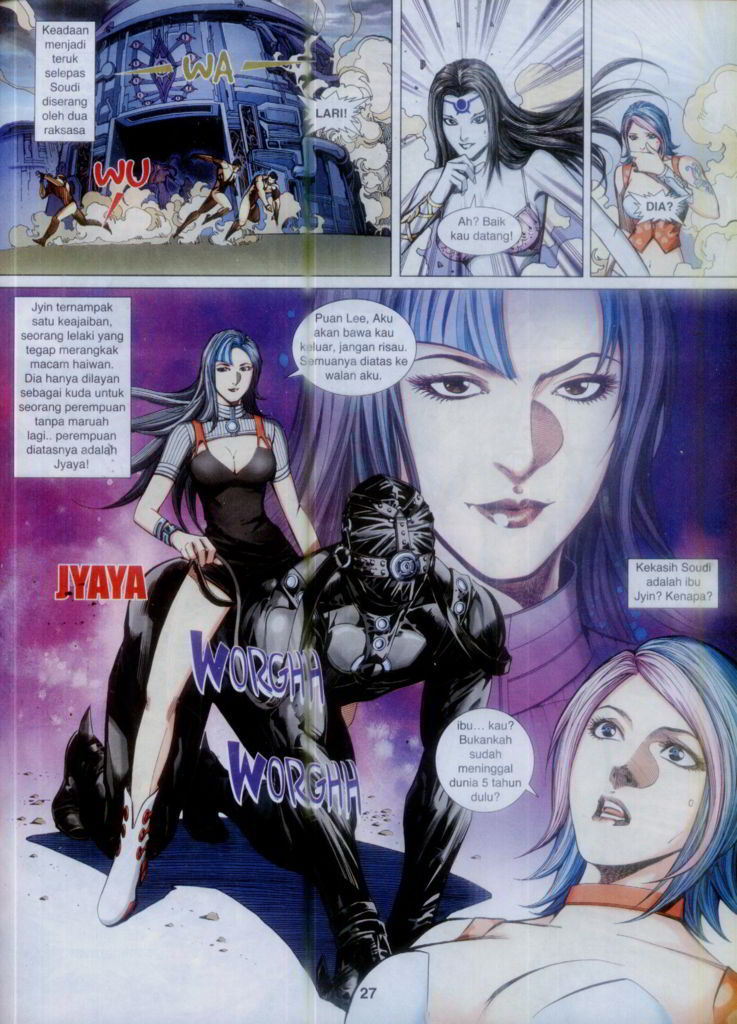 Keadaan
menjadi
teruk
selepas
Soudi
diserang
oleh dua
raksasa
WA
LARI!
WU
Ah? Baik
kau datang!
DIA?
Jyin ternampak
satu keajaiban,
seorang lelaki yang
tegap merangkak
macam haiwan.
Dia hanya dilayan
sebagai kuda untuk
seorang perempuan
tanpa maruah
lagi.. perempuan
diatasnya adalah
Jyaya!
Puan Lee, Aku
akan bawa kau
keluar, jangan risau.
Semuanya diatas ke
walan aku.
JYAYA
WORGHH
WORGHH
Kekasih Soudi
adalah ibu
Jyin? Kenapa?
ibu... kau?
Bukankah
sudah
meninggal
dunia 5 tahun
dulu?
27